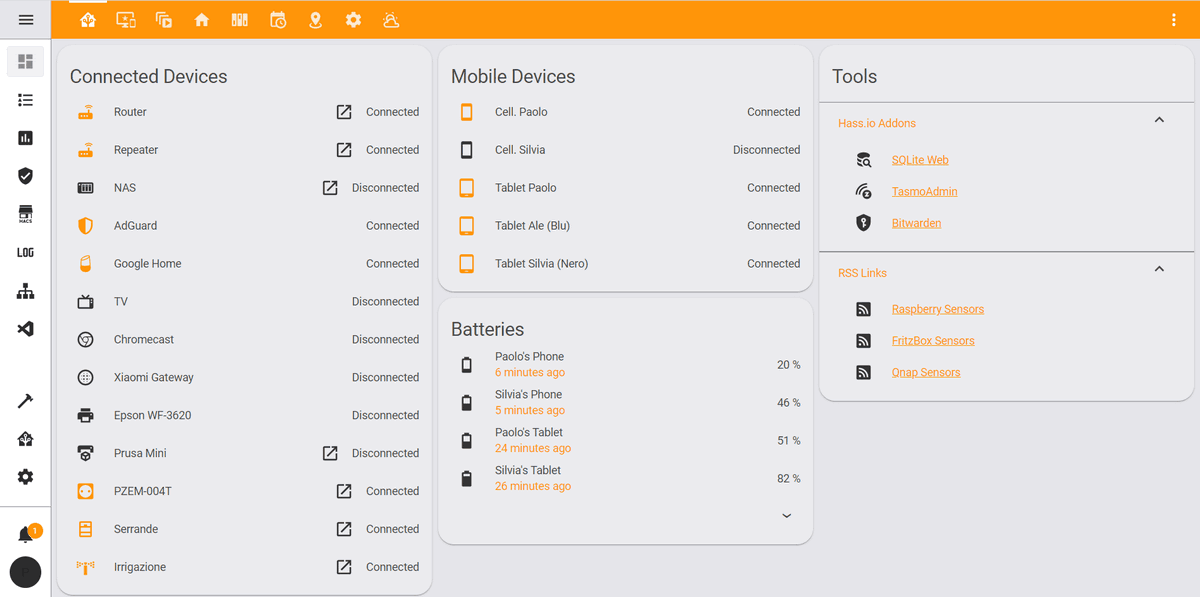 HACS
LOG
1
Connected Devices
Router Connected
Repeater Connected
NAS Disconnected
AdGuard Connected
Google Home Connected
TV Disconnected
Chromecast Disconnected
Xiaomi Gateway Disconnected
Epson WF-3620 Disconnected
Prusa Mini Disconnected
PZEM-004T Connected
Serrande Connected
Irrigazione Connected
Mobile Devices
Cell. Paolo Connected
Cell. Silvia Disconnected
Tablet Paolo Connected
Tablet Ale (Blu) Connected
Tablet Silvia (Nero) Connected
Batteries
Paolo's Phone
6 minutes ago
20 %
Silvia's Phone
5 minutes ago
46 %
Paolo's Tablet
24 minutes ago
51 %
Silvia's Tablet
26 minutes ago
82 %
Tools
Hass.io Addons
SQLite Web
TasmoAdmin
Bitwarden
RSS Links
Raspberry Sensors
FritzBox Sensors
Qnap Sensors